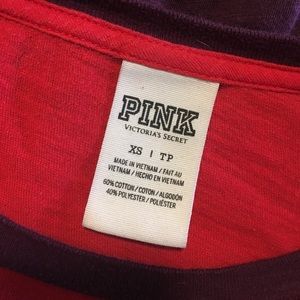 PINK
VICTORIA'S SECRET
XS | TP
MADE IN VIETNAM / FAIT AU
VIETNAM / HECHO EN VIETNAM
60% COTTON / COTON / ALGODÓN
40% POLYESTER / POLIÉSTER